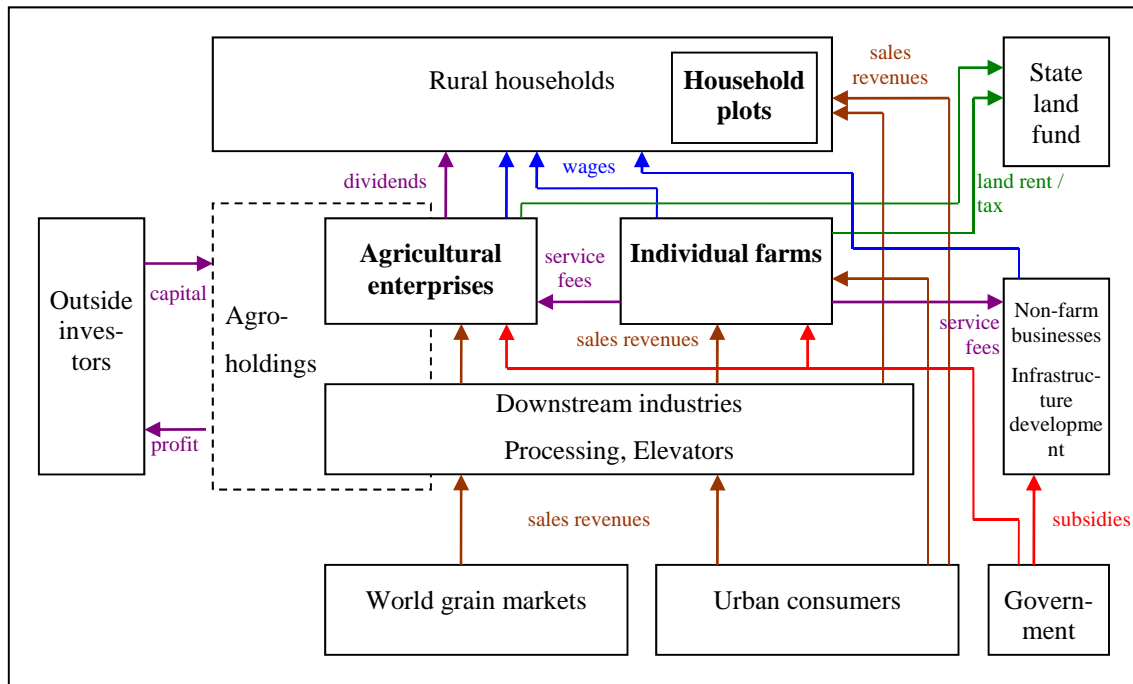 Rural households
Household
plots
sales
revenues
State
land
fund
dividends
wages
land rent /
tax
Outside
inves-
tors
capital
profit
Agro-
holdings
Agricultural
enterprises
service
fees
Individual farms
service
fees
Non-farm
businesses
Infrastruc-
ture
developme
nt
sales revenues
Downstream industries
Processing, Elevators
sales revenues
subsidies
World grain markets
Urban consumers
Govern-
ment